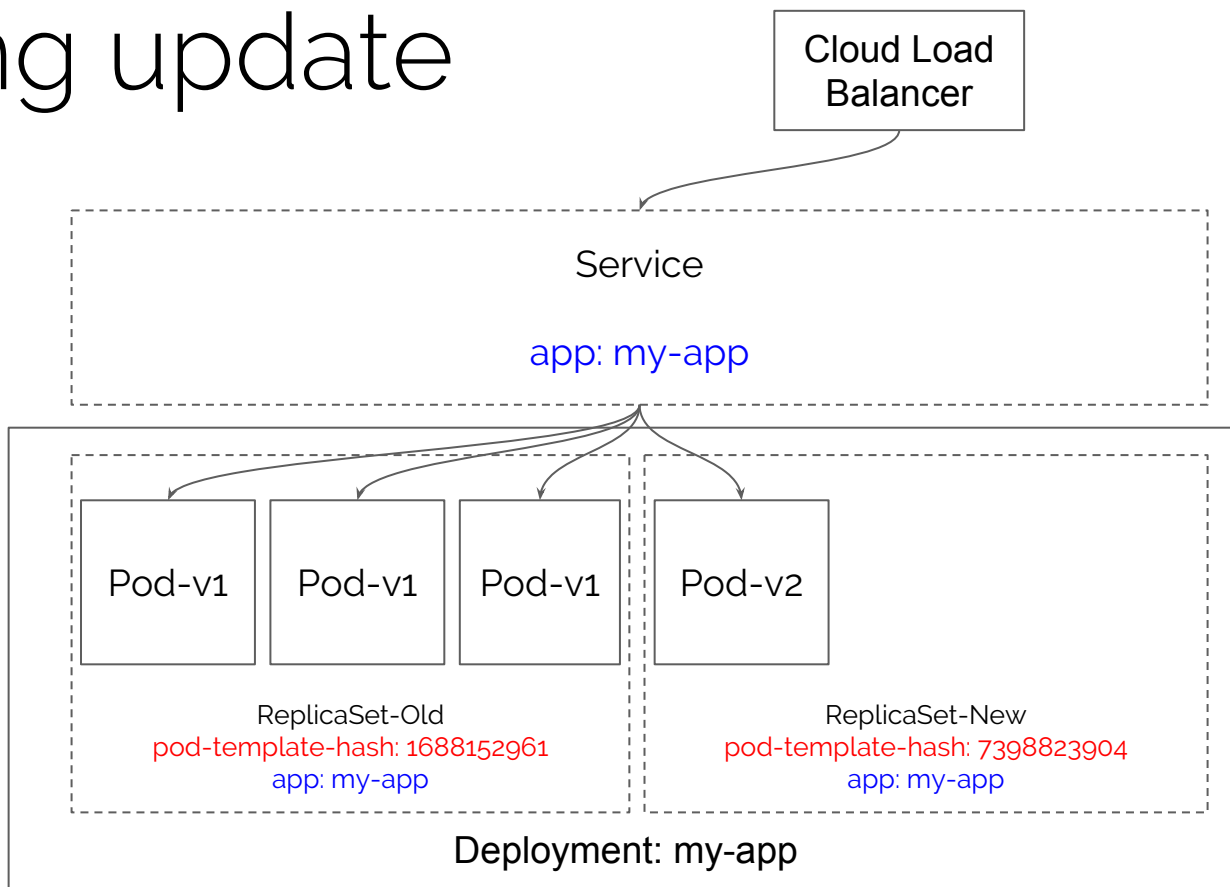 ng update
Cloud Load
Balancer
Service
app: my-app
Pod-v1
Pod-v1
Pod-v1
Pod-v2
ReplicaSet-Old
pod-template-hash: 1688152961
app: my-app
ReplicaSet-New
pod-template-hash: 7398823904
app: my-app
Deployment: my-app